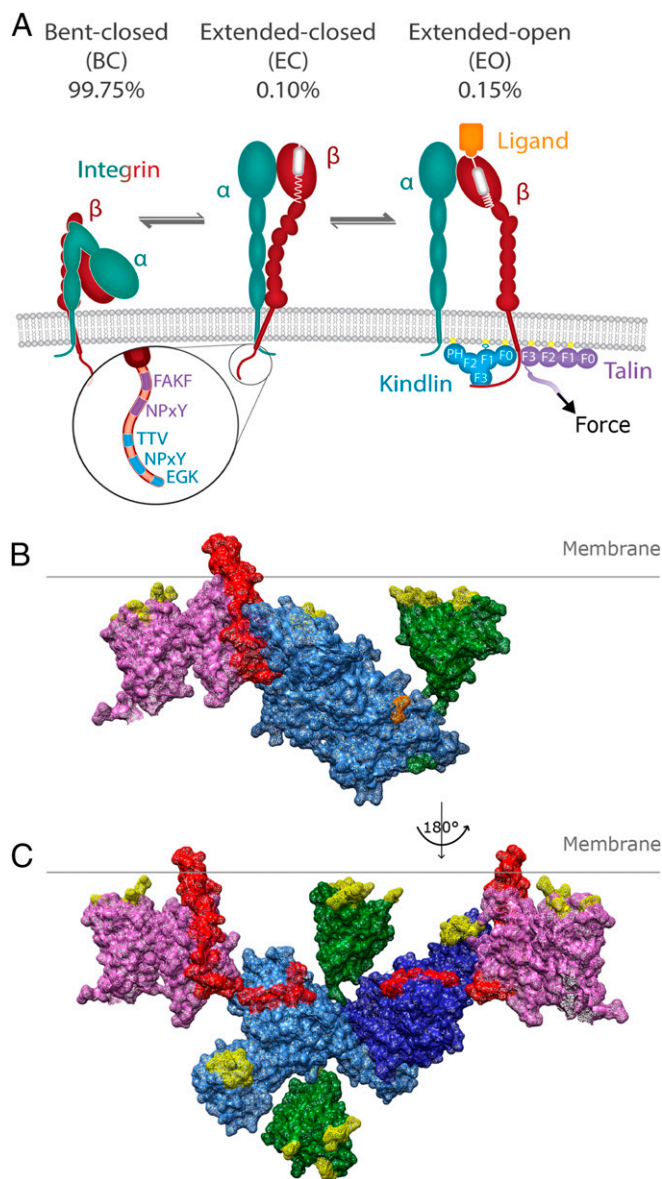 A
Bent-closed
(BC)
99.75%
Extended-closed
(EC)
0.10%
Extended-open
(EO)
0.15%
Integrin
β
α
α
β
α
Ligand
β
FAKF
NPxY
TTV
NPxY
EGK
Kindlin
PH
F2
F1
F0
F3
F3
F2
F1
F0
Talin
Force
B
Membrane
180°
C
Membrane